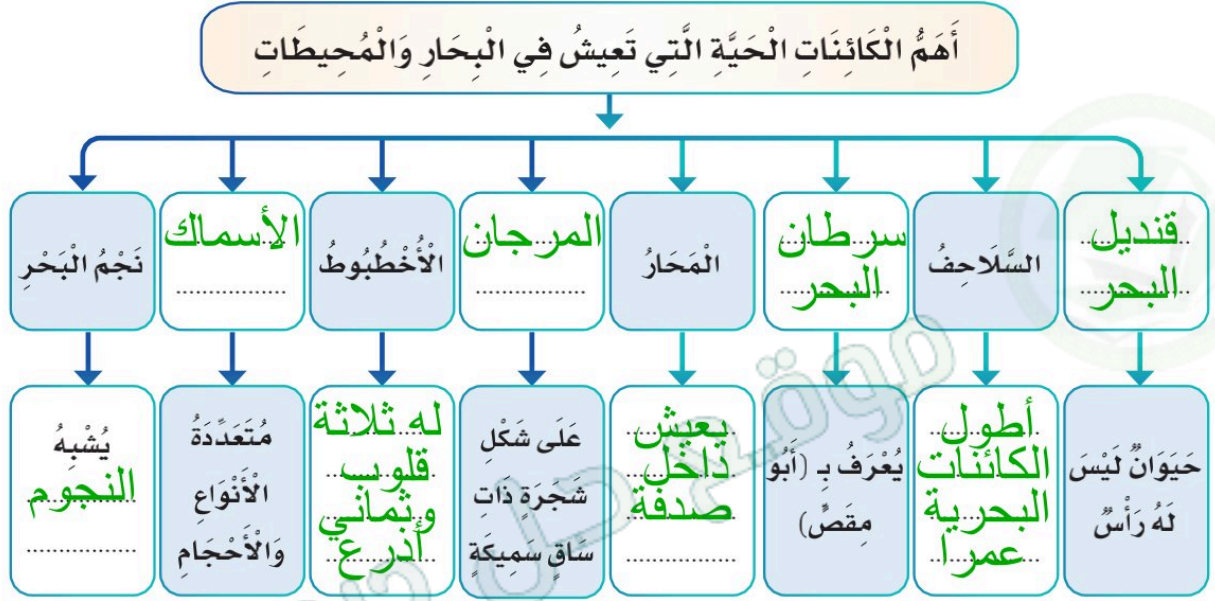 أَهَمُّ الْكَائِنَاتِ الْحَيَّةِ الَّتِي تَعِيشُ فِي الْبِحَارِ وَالْمُحِيطَاتِ
قنديل
البحر
السَّلَاحِفُ
سرطان
البحر
الْمَحَارُ
المرجان
الْأُخْطُبُوطُ
الأسماك
نَجْمُ الْبَحْرِ
حَيَوَانٌ لَيْسَ
لَهُ رَأْسٌ
أطول
الكائنات
البحرية
عمرا
يُعْرَفُ بِـ (أَبُو
مِقَصٍّ)
يعيش
داخل
صدفة
عَلَى شَكْلِ
شَجَرَةٍ ذَاتِ
سَاقٍ سَمِيكَةٍ
له ثلاثة
قلوب
وثماني
أذرع
مُتَعَدِّدَةُ
الْأَنْوَاعِ
وَالْأَحْجَامِ
يُشْبِهُ
النجوم
موقع حل